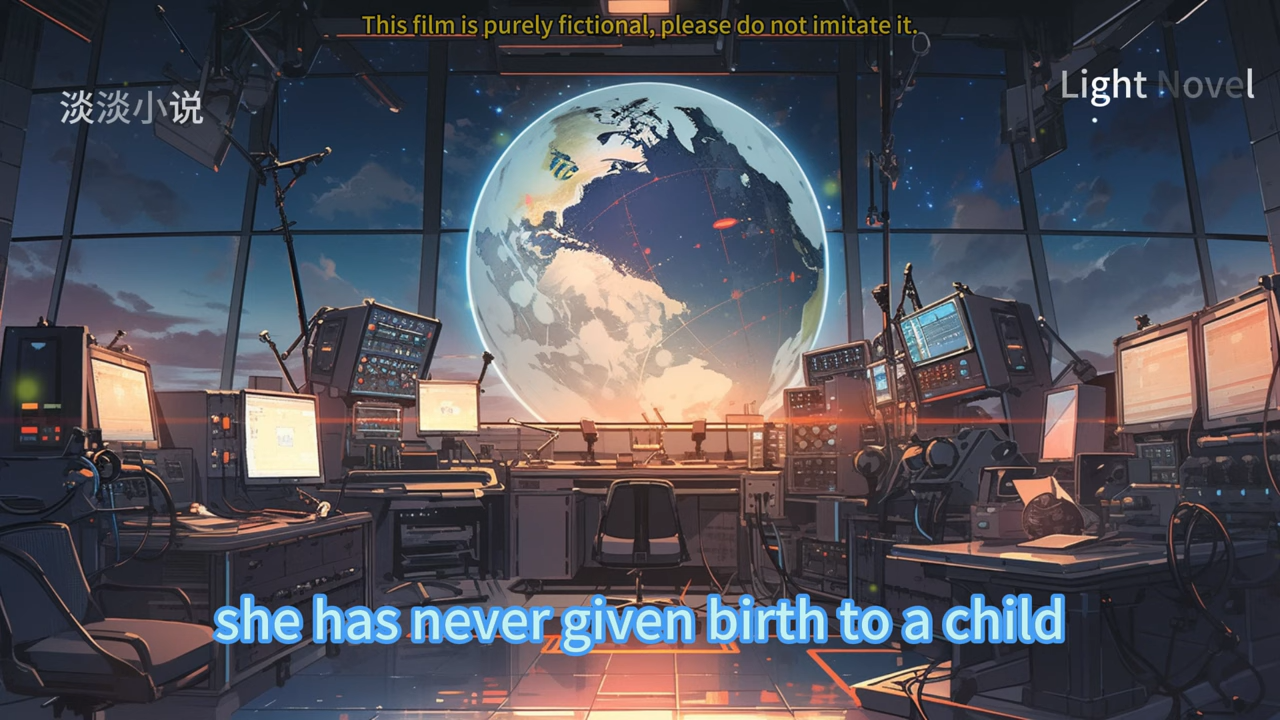 This film is purely fictional, please do not imitate it.
淡淡小说
Light Novel
she has never given birth to a child